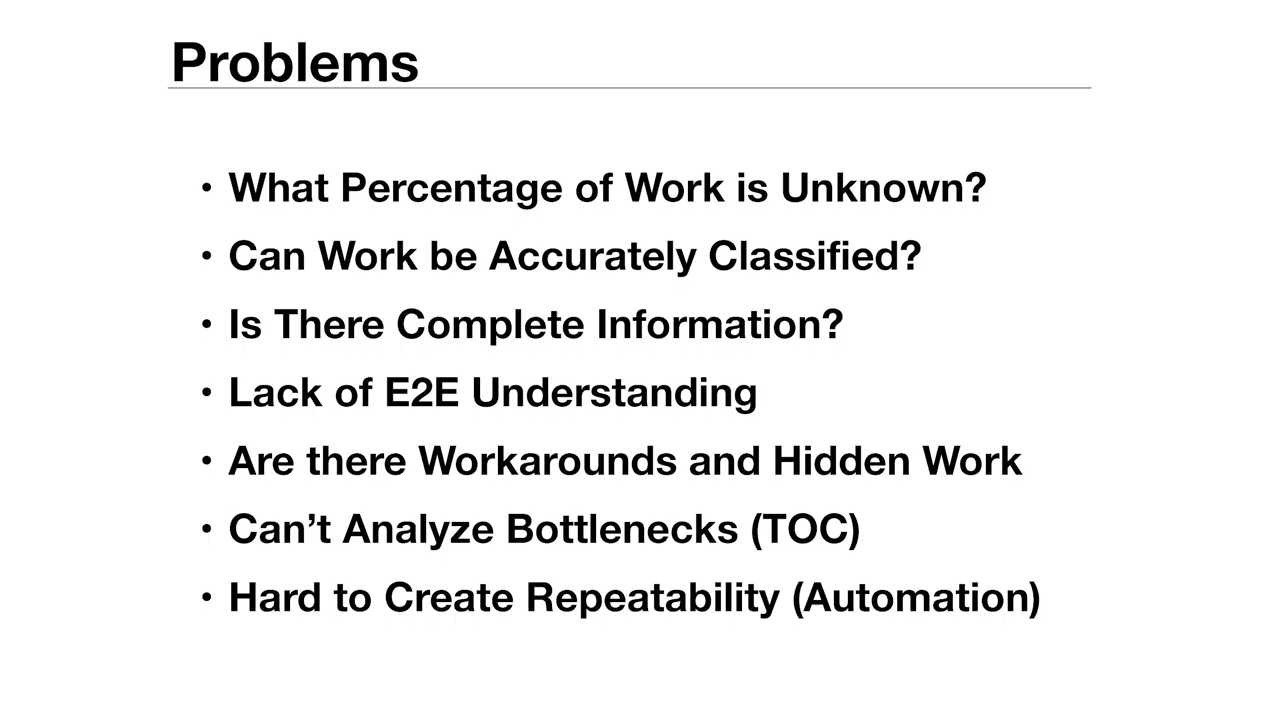 Problems
• What Percentage of Work is Unknown?
• Can Work be Accurately Classified?
• Is There Complete Information?
• Lack of E2E Understanding
• Are there Workarounds and Hidden Work
• Can’t Analyze Bottlenecks (TOC)
• Hard to Create Repeatability (Automation)